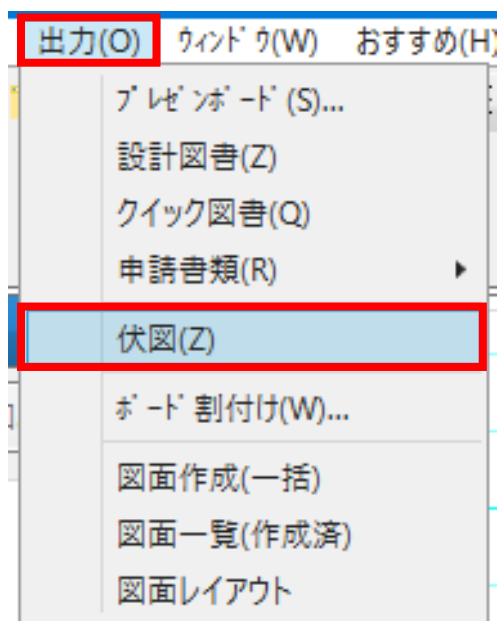 出力(O) ｳｨﾝﾄﾞｳ(W) おすすめ(H)
ﾌﾟﾚｾﾞﾝﾎﾞｰﾄﾞ(S)...
設計図書(Z)
クイック図書(Q)
申請書類(R)
伏図(Z)
ﾎﾞｰﾄﾞ割付け(W)...
図面作成(一括)
図面一覧(作成済)
図面レイアウト